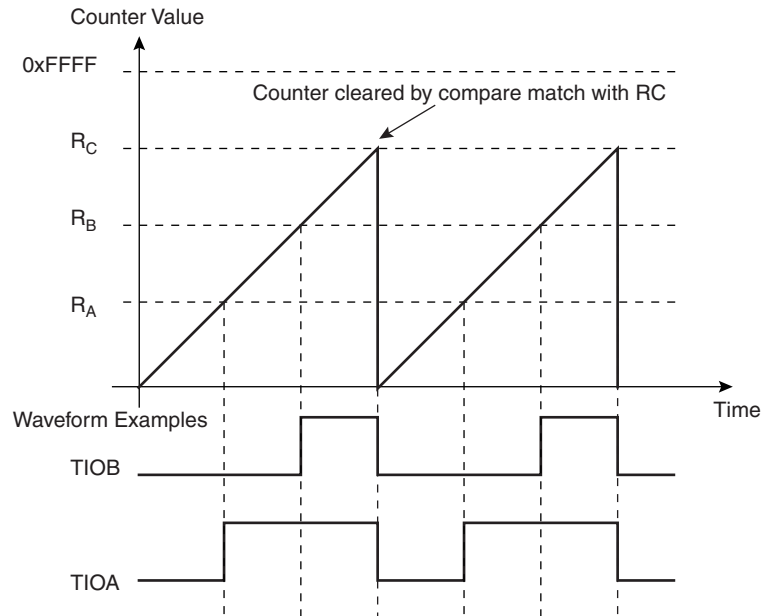 Counter Value
0xFFFF
Counter cleared by compare match with RC
RC
RB
RA
Time
Waveform Examples
TIOB
TIOA